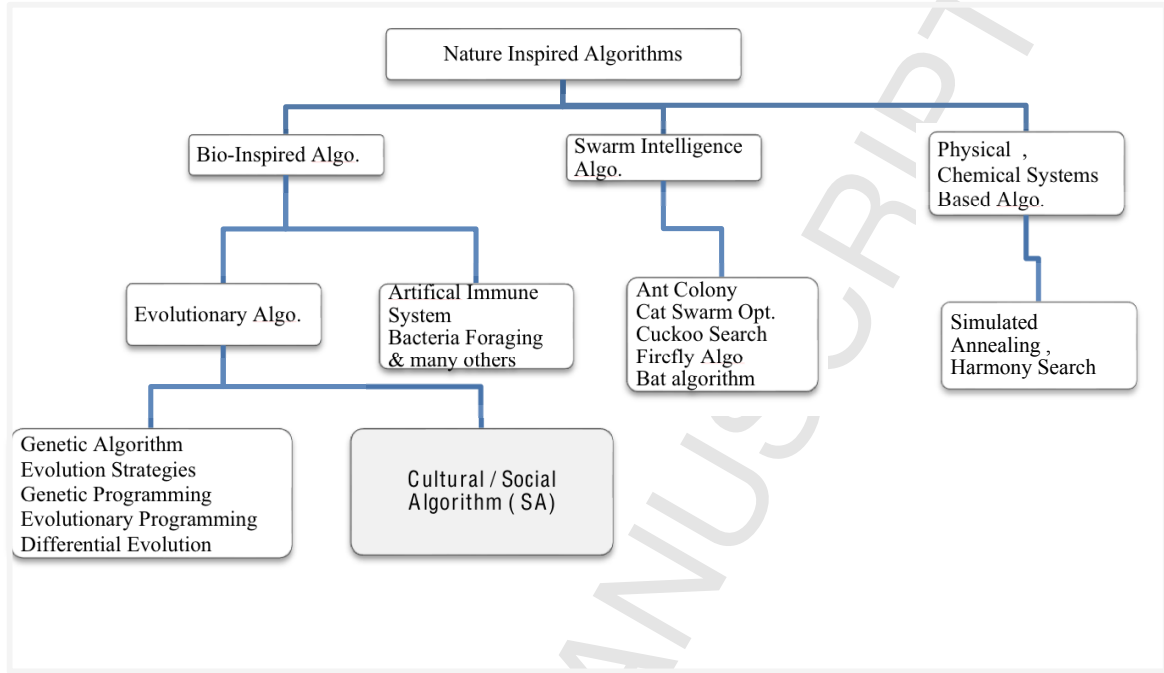 Nature Inspired Algorithms
Bio-Inspired Algo.
Swarm Intelligence
Algo.
Physical ,
Chemical Systems
Based Algo.
Evolutionary Algo.
Artifical Immune
System
Bacteria Foraging
& many others
Ant Colony
Cat Swarm Opt.
Cuckoo Search
Firefly Algo
Bat algorithm
Simulated
Annealing ,
Harmony Search
Genetic Algorithm
Evolution Strategies
Genetic Programming
Evolutionary Programming
Differential Evolution
Cultural / Social
Algorithm ( SA)
ANUSCRIPT